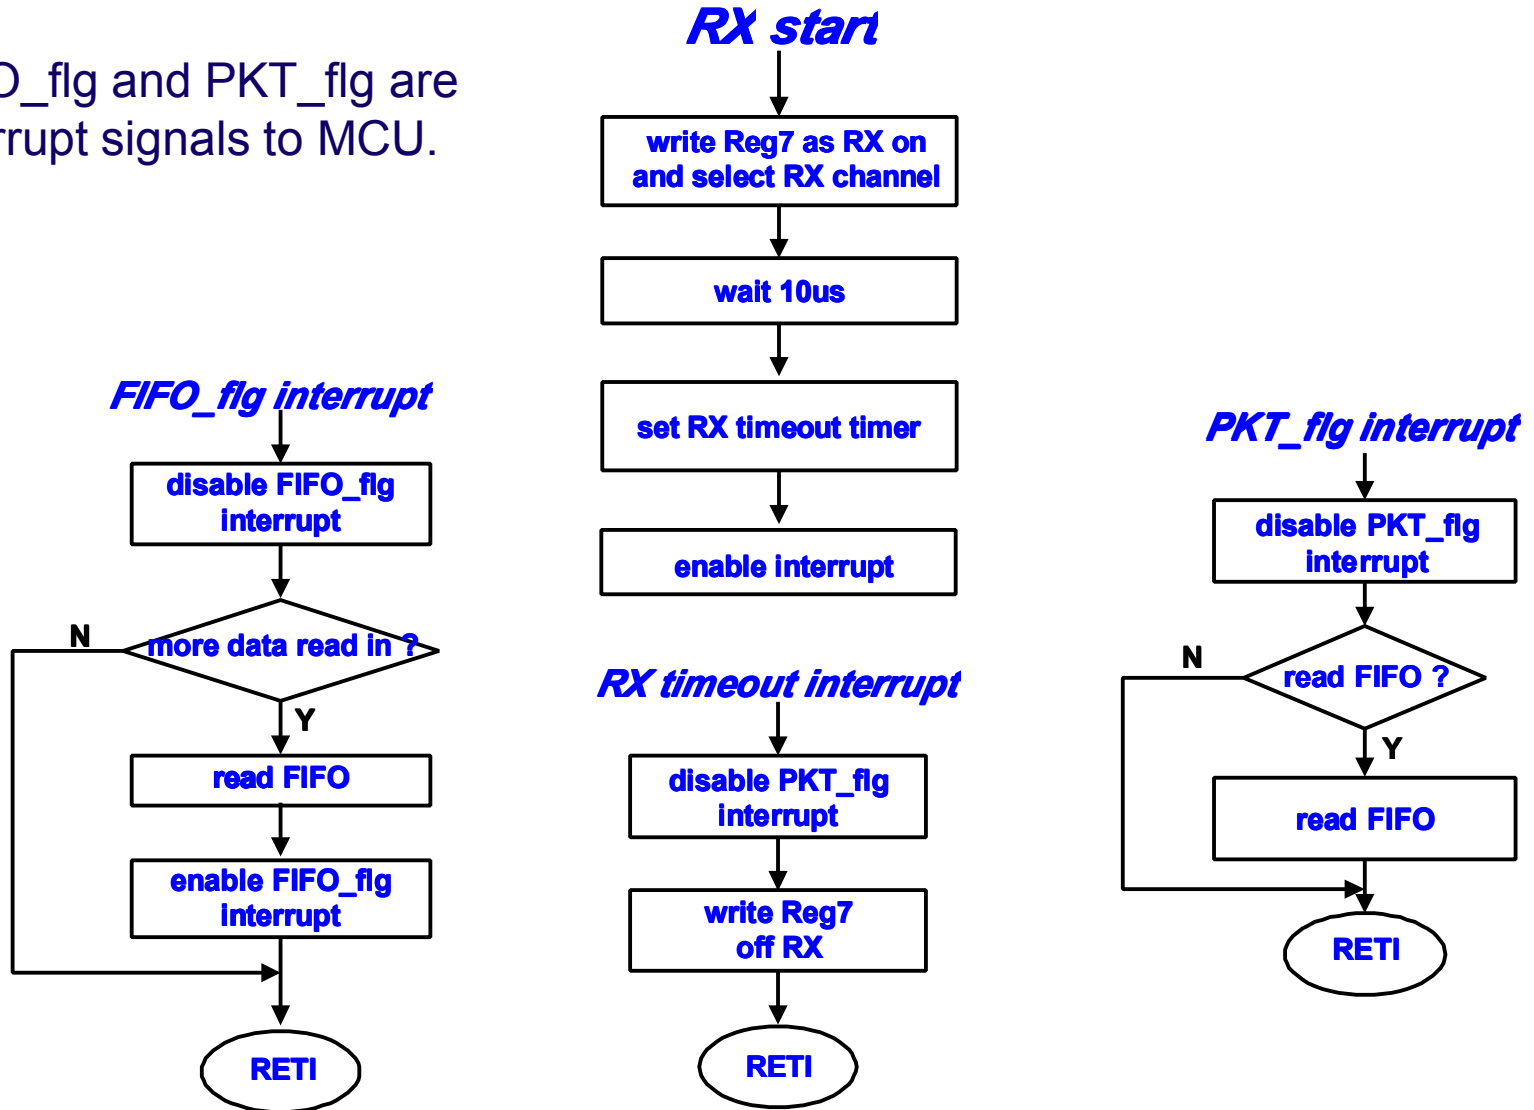 RX start
O_flg and PKT_flg are
rrupt signals to MCU.
write Reg7 as RX on
and select RX channel
wait 10us
set RX timeout timer
enable interrupt
FIFO_flg interrupt
disable FIFO_flg
interrupt
more data read in ?
N
Y
read FIFO
enable FIFO_flg
interrupt
RETI
RX timeout interrupt
disable PKT_flg
interrupt
write Reg7
off RX
RETI
PKT_flg interrupt
disable PKT_flg
interrupt
read FIFO ?
N
Y
read FIFO
RETI